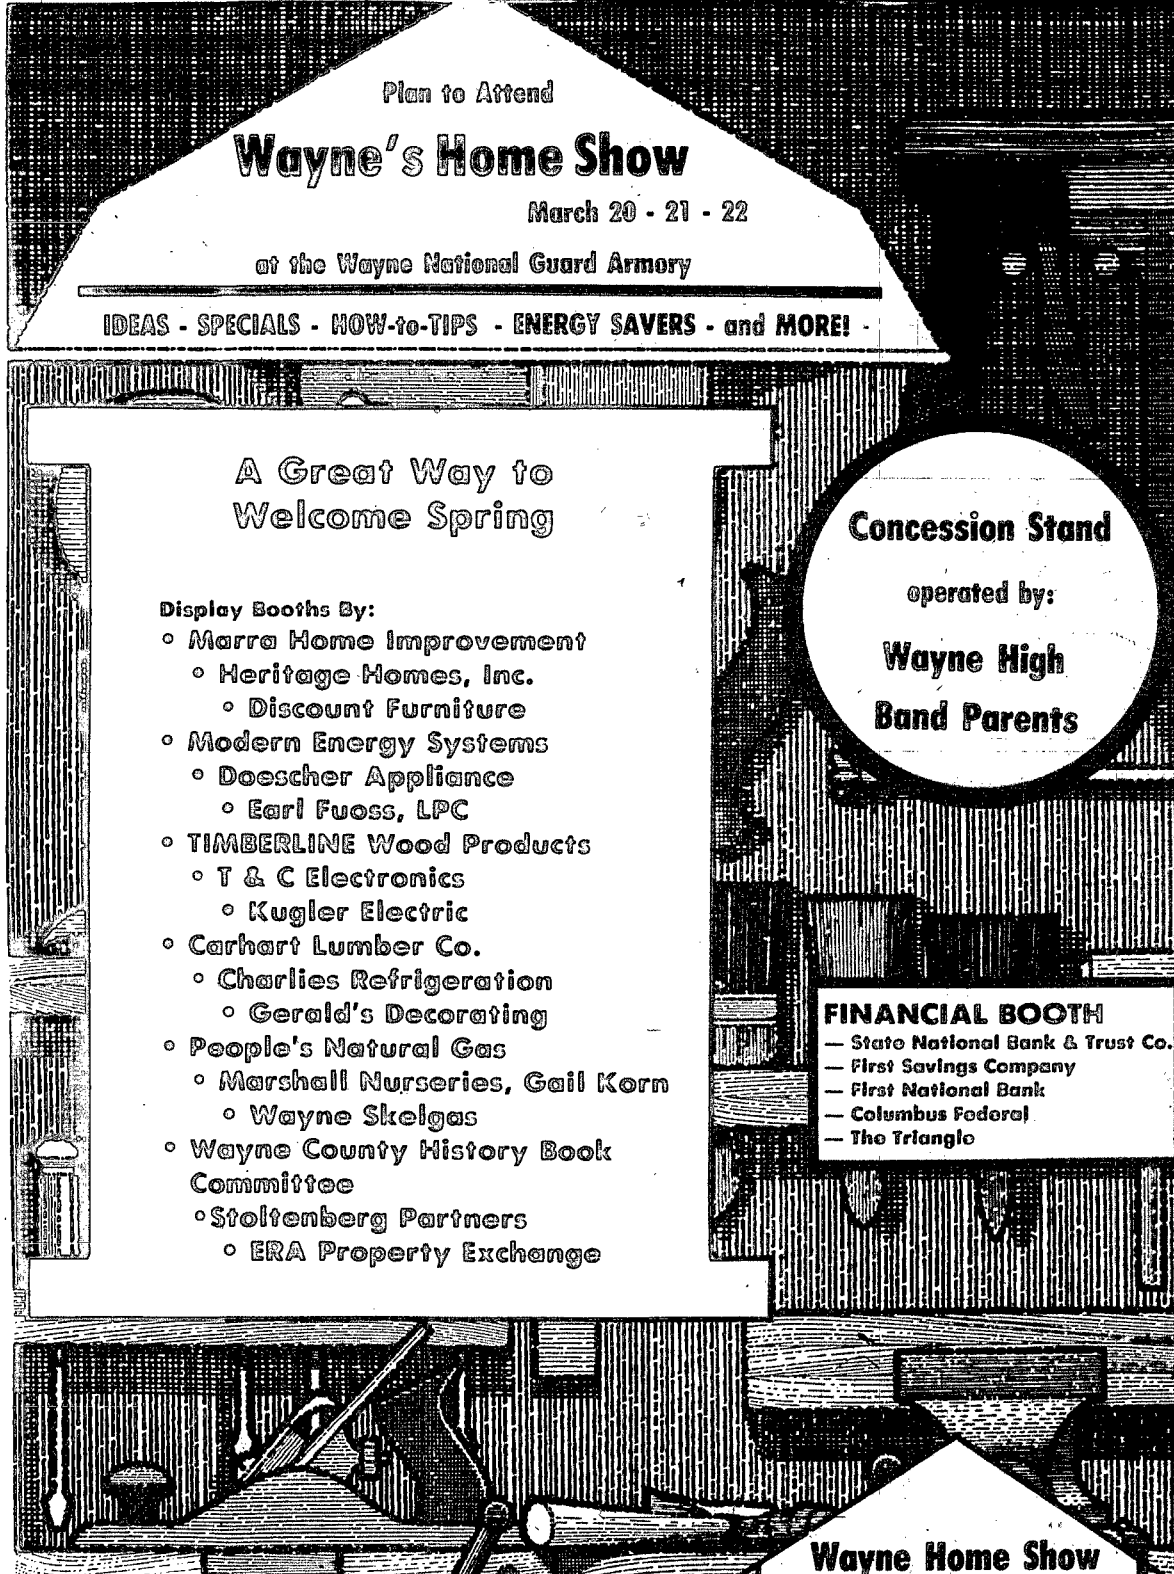 Plan to Attend
Wayne's Home Show
March 20 - 21 - 22
at the Wayne National Guard Armory
IDEAS - SPECIALS - HOW-to-TIPS - ENERGY SAVERS - and MORE!
A Great Way to
Welcome Spring
Display Booths By:
° Marra Home Improvement
° Heritage Homes, Inc.
° Discount Furniture
° Modern Energy Systems
° Doescher Appliance
° Earl Fuoss, LPC
° TIMBERLINE Wood Products
° T & C Electronics
° Kugler Electric
° Carhart Lumber Co.
° Charlies Refrigeration
° Gerald's Decorating
° People's Natural Gas
° Marshall Nurseries, Gail Korn
° Wayne Skelgas
° Wayne County History Book
Committee
°Stoltenberg Partners
° ERA Property Exchange
Concession Stand
operated by:
Wayne High
Band Parents
FINANCIAL BOOTH
— State National Bank & Trust Co.
— First Savings Company
— First National Bank
— Columbus Federal
— The Triangle
Wayne Home Show